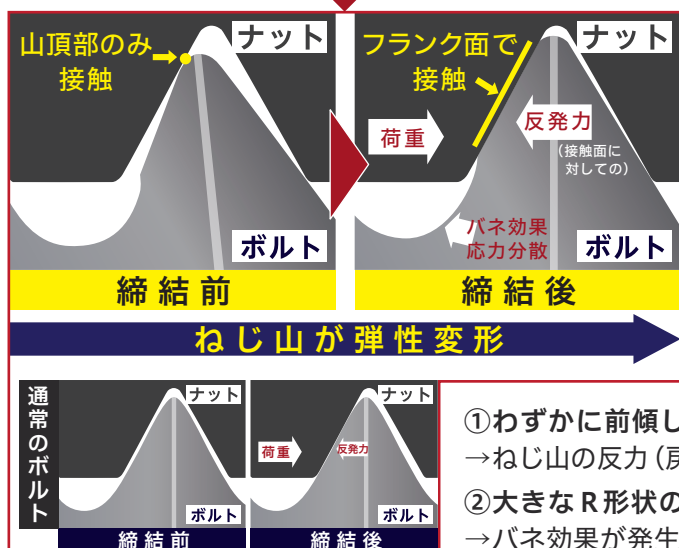 山頂部のみ
接触
ナット
ボルト
締結前
フランク面で
接触
ナット
荷重
反発力
(接触面に
対しての)
バネ効果
応力分散
ボルト
締結後
ねじ山が弾性変形
通常のボルト
ナット
ボルト
締結前
ナット
荷重
反発力
ボルト
締結後
①わずかに前傾し
→ねじ山の反力(戻
②大きなR形状の
→バネ効果が発生